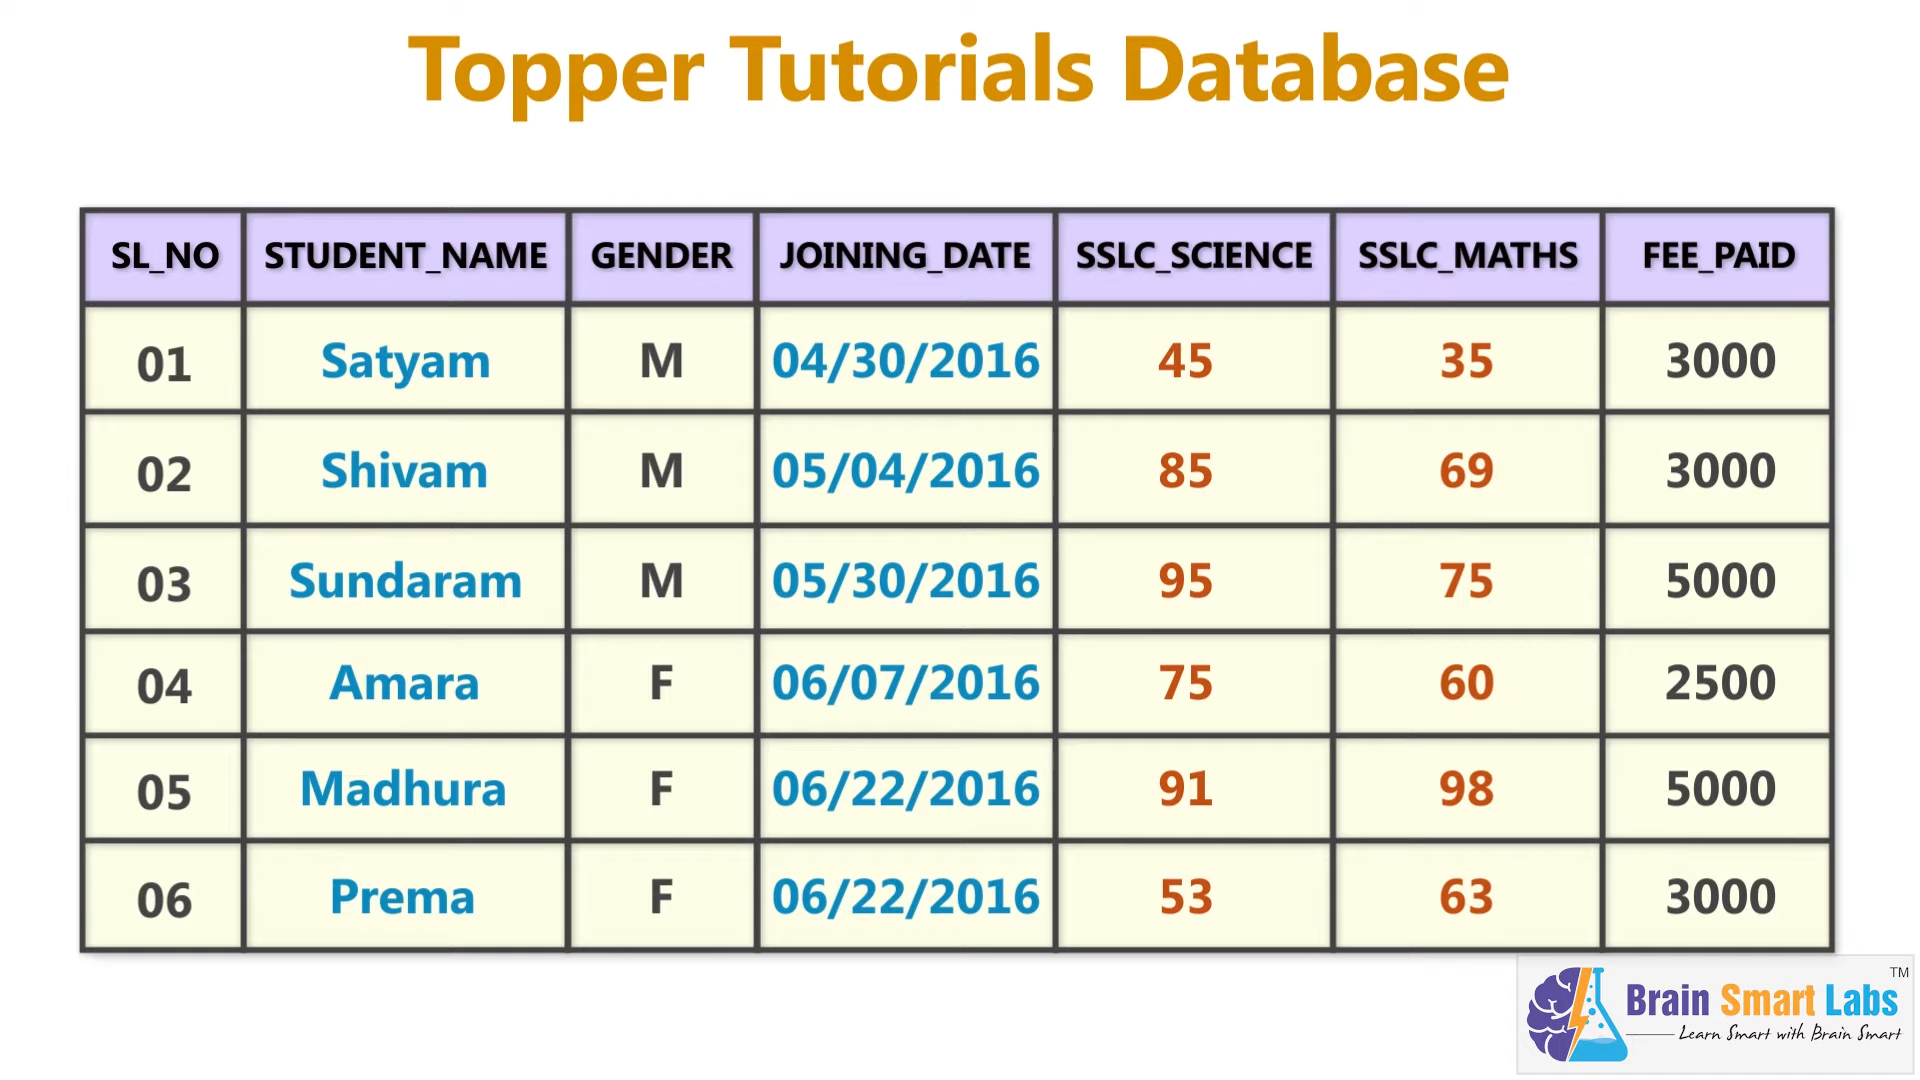 Topper Tutorials Database
SL_NO STUDENT_NAME GENDER JOINING_DATE SSLC_SCIENCE SSLC_MATHS FEE_PAID
01 Satyam M 04/30/2016 45 35 3000
02 Shivam M 05/04/2016 85 69 3000
03 Sundaram M 05/30/2016 95 75 5000
04 Amara F 06/07/2016 75 60 2500
05 Madhura F 06/22/2016 91 98 5000
06 Prema F 06/22/2016 53 63 3000
Brain Smart Labs TM
Learn Smart with Brain Smart